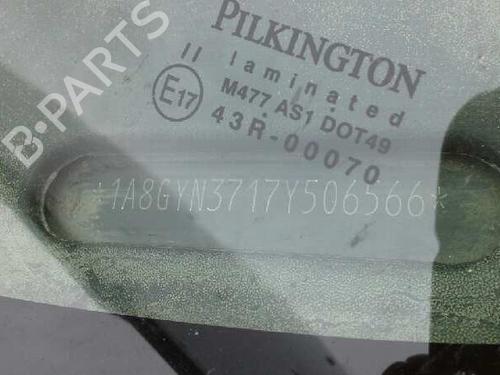 B-PARTS
PILKINGTON
II laminated
E17
M477 AS1 DOT49
43R-00070
*1A8GYN3717Y506566*